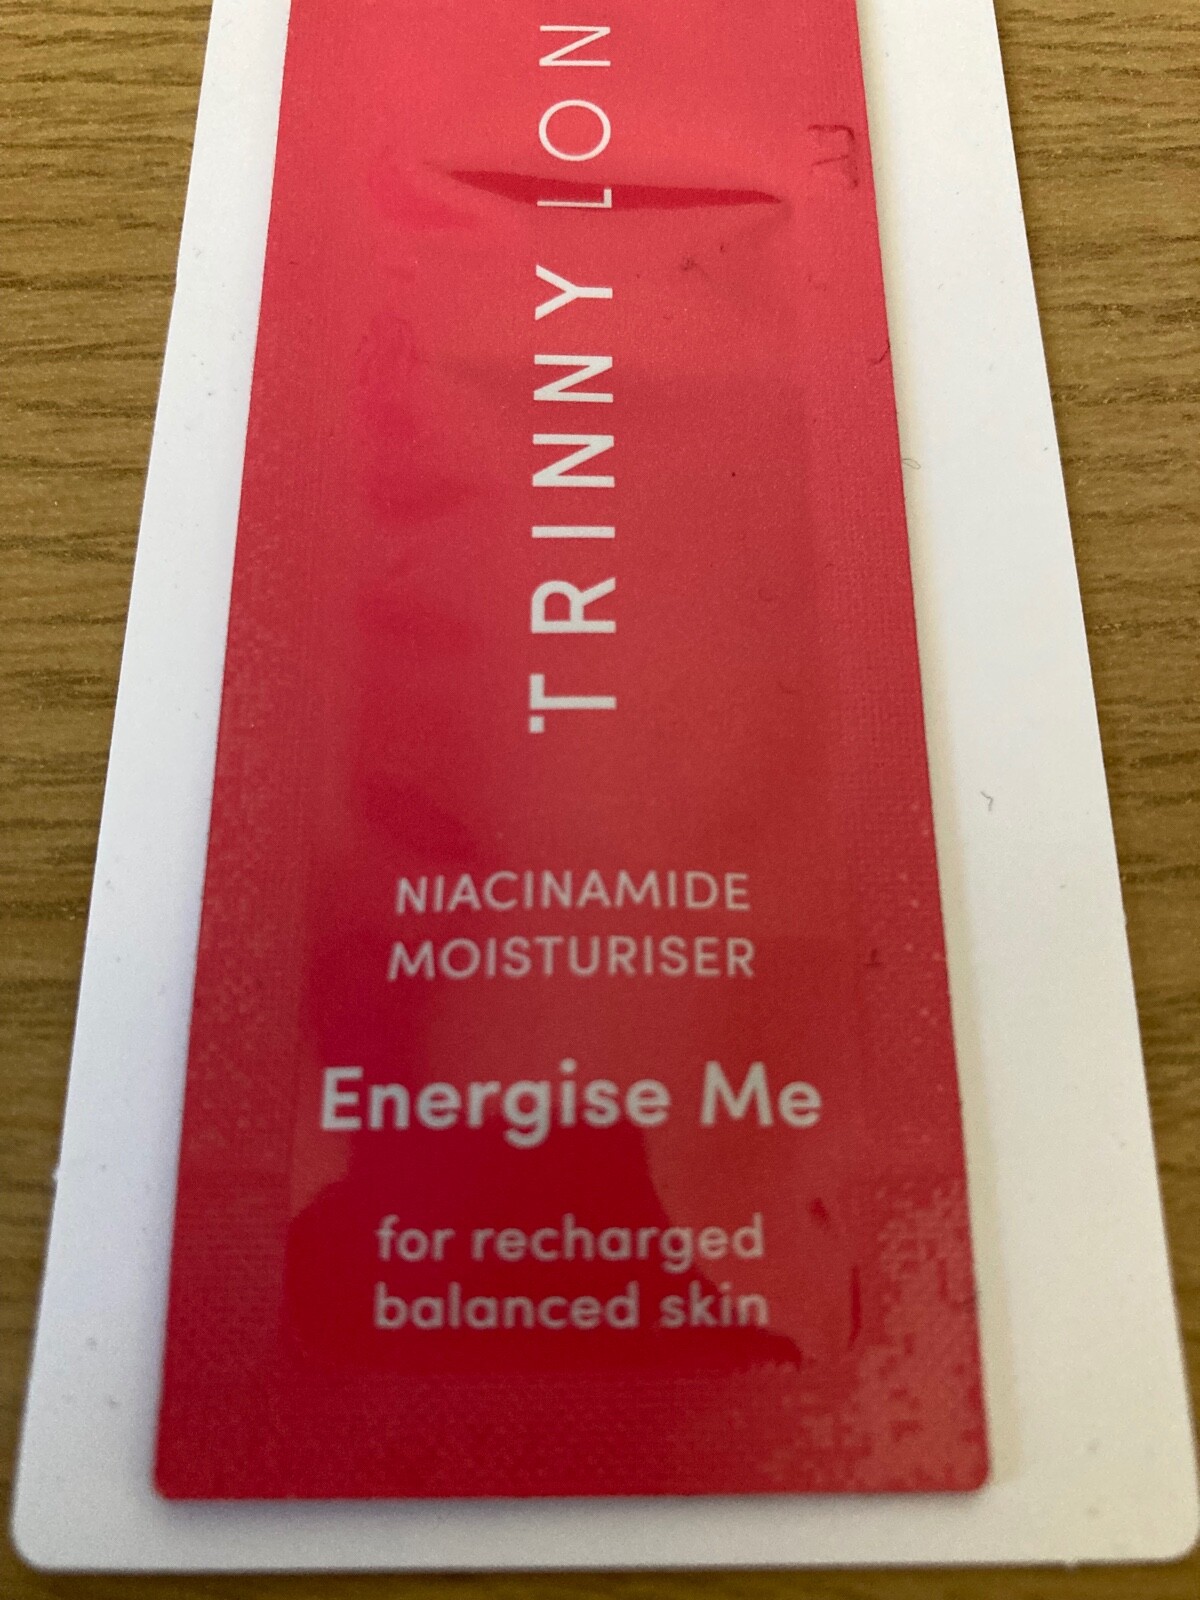 TRINNY LON
NIACINAMIDE
MOISTURISER
Energise Me
for recharged
balanced skin